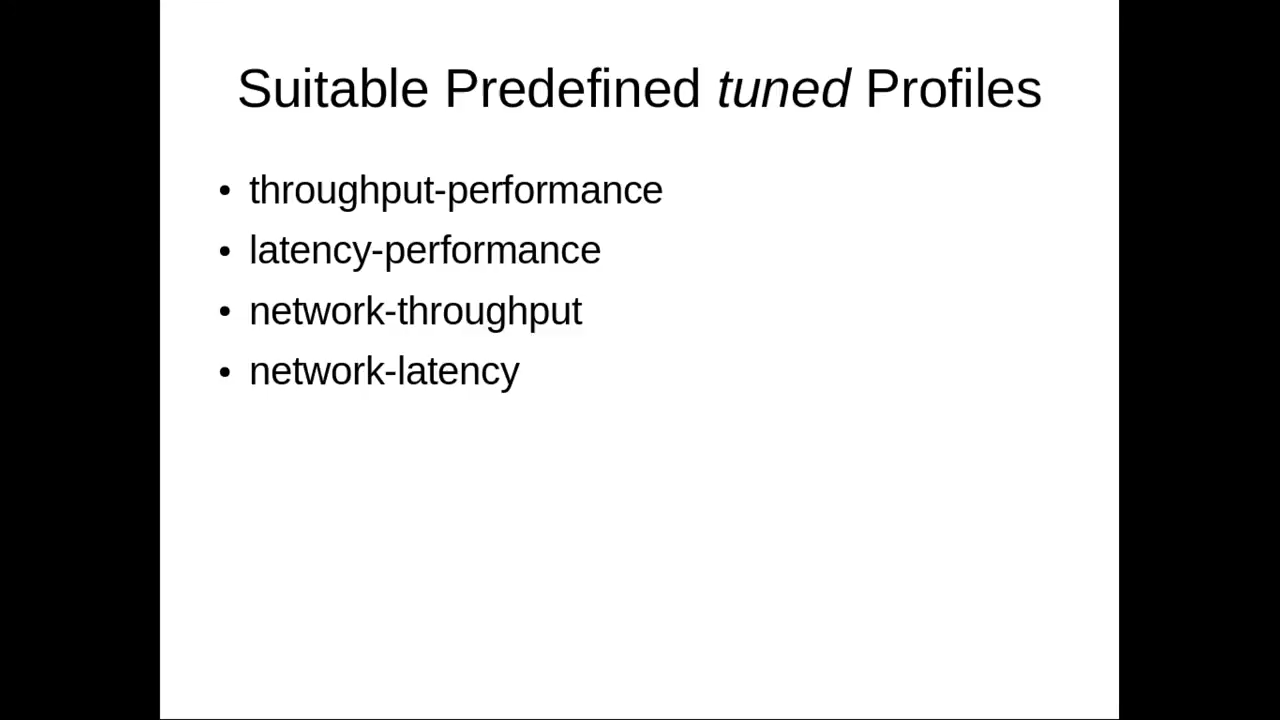 Suitable Predefined tuned Profiles
• throughput-performance
• latency-performance
• network-throughput
• network-latency